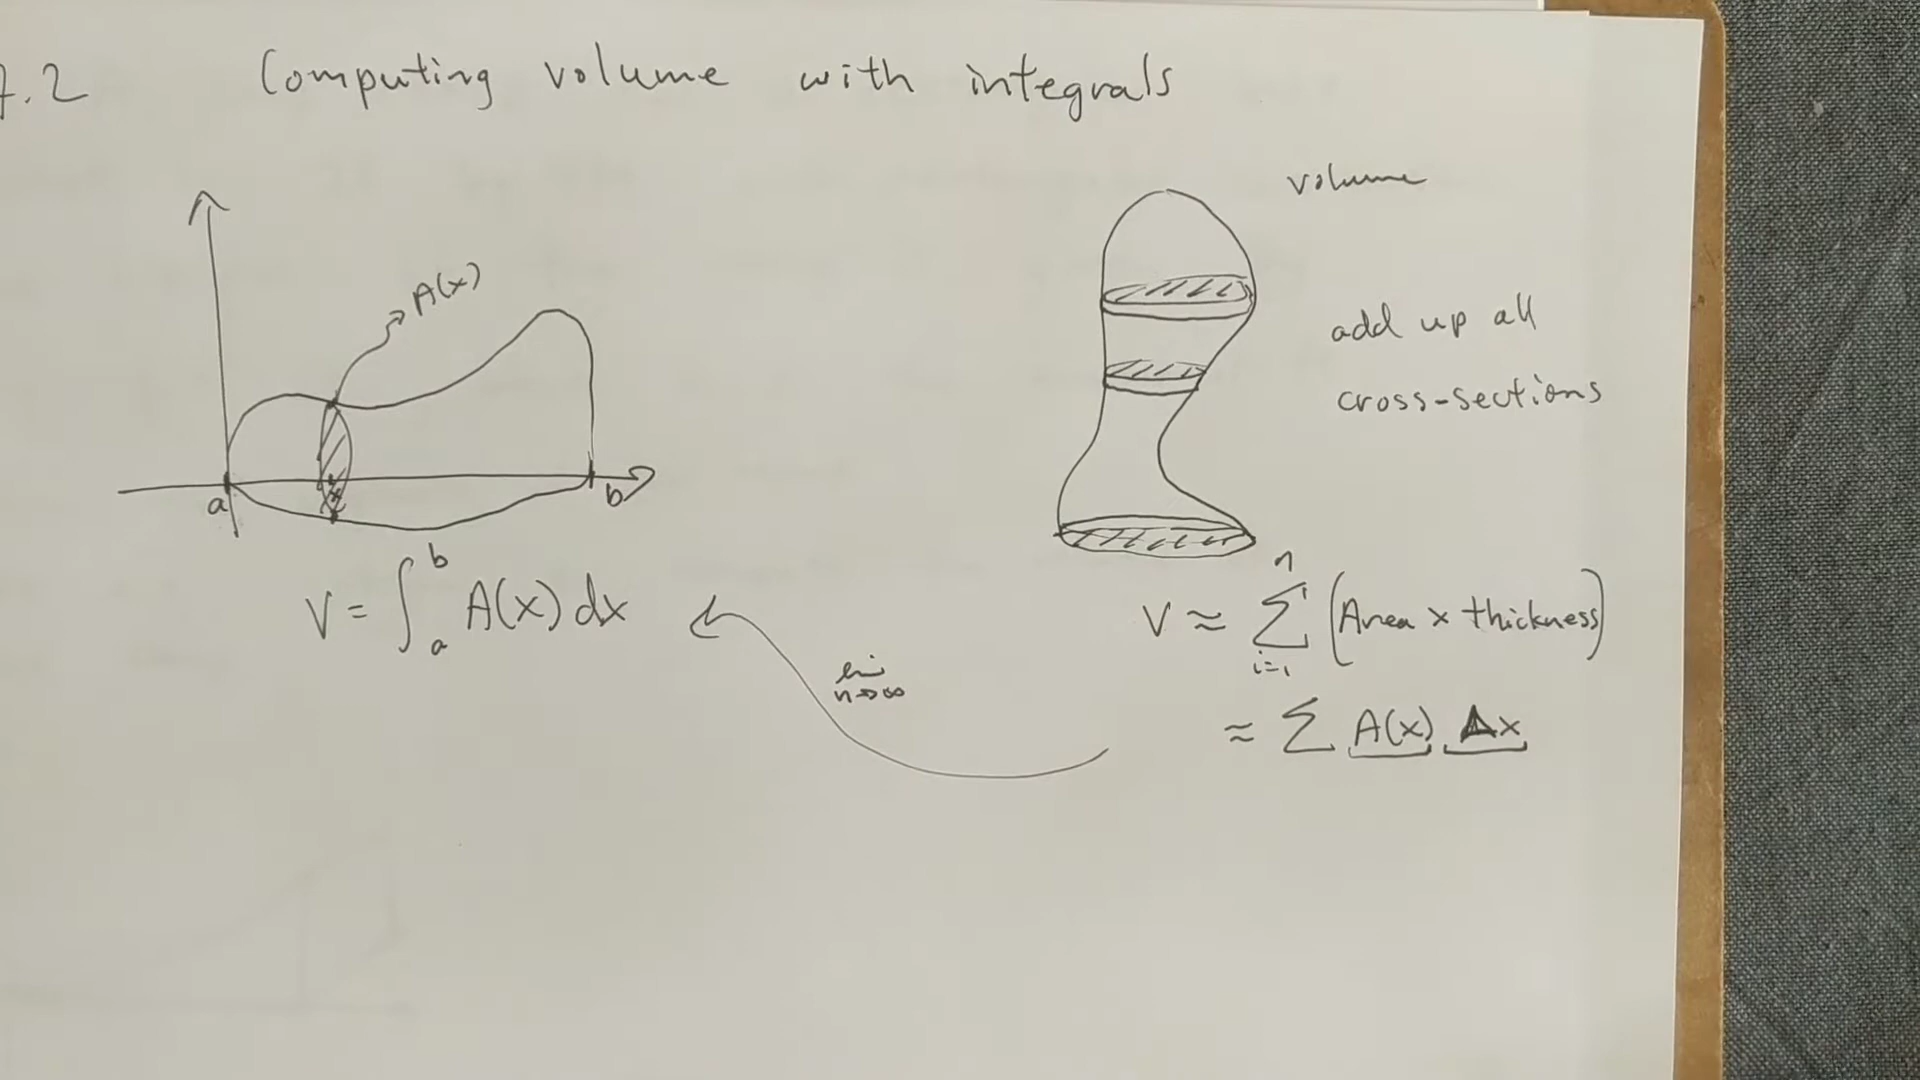 7.2 Computing volume with integrals
volume
A(x)
add up all
cross-sections
a
x
b
V = ∫_a^b A(x) dx
lim
n→∞
V ≈ ∑_{i=1}^n (Area × thickness)
≈ ∑ A(x) Δx